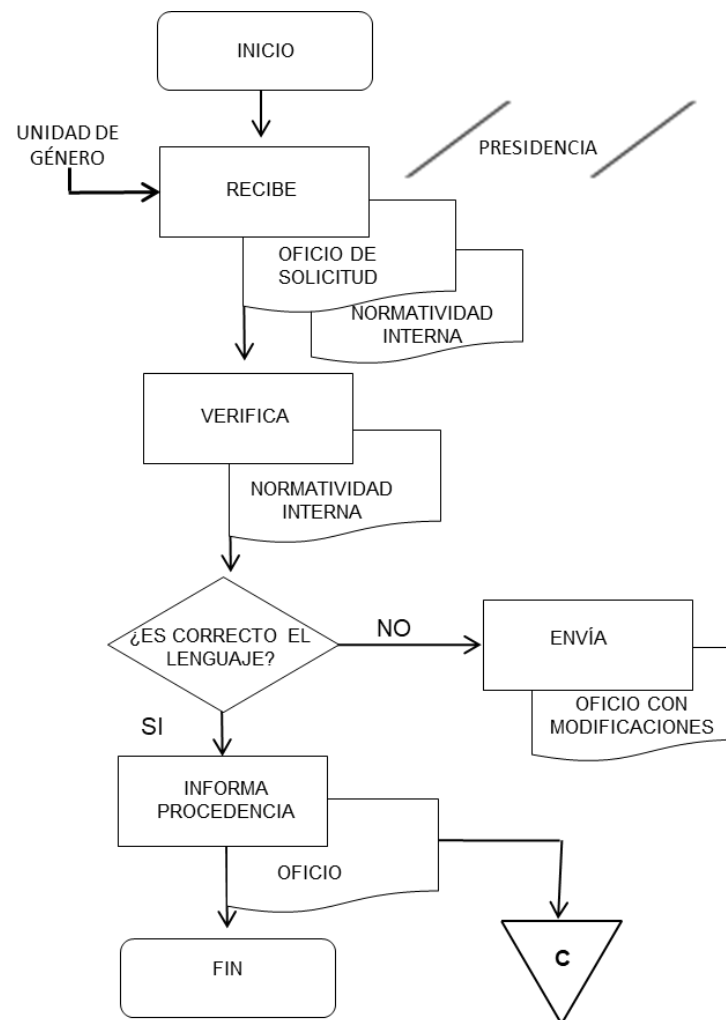 INICIO
UNIDAD DE
GÉNERO
PRESIDENCIA
RECIBE
OFICIO DE
SOLICITUD
NORMATIVIDAD
INTERNA
VERIFICA
NORMATIVIDAD
INTERNA
¿ES CORRECTO EL
LENGUAJE?
NO
ENVÍA
OFICIO CON
MODIFICACIONES
SI
INFORMA
PROCEDENCIA
OFICIO
FIN
C